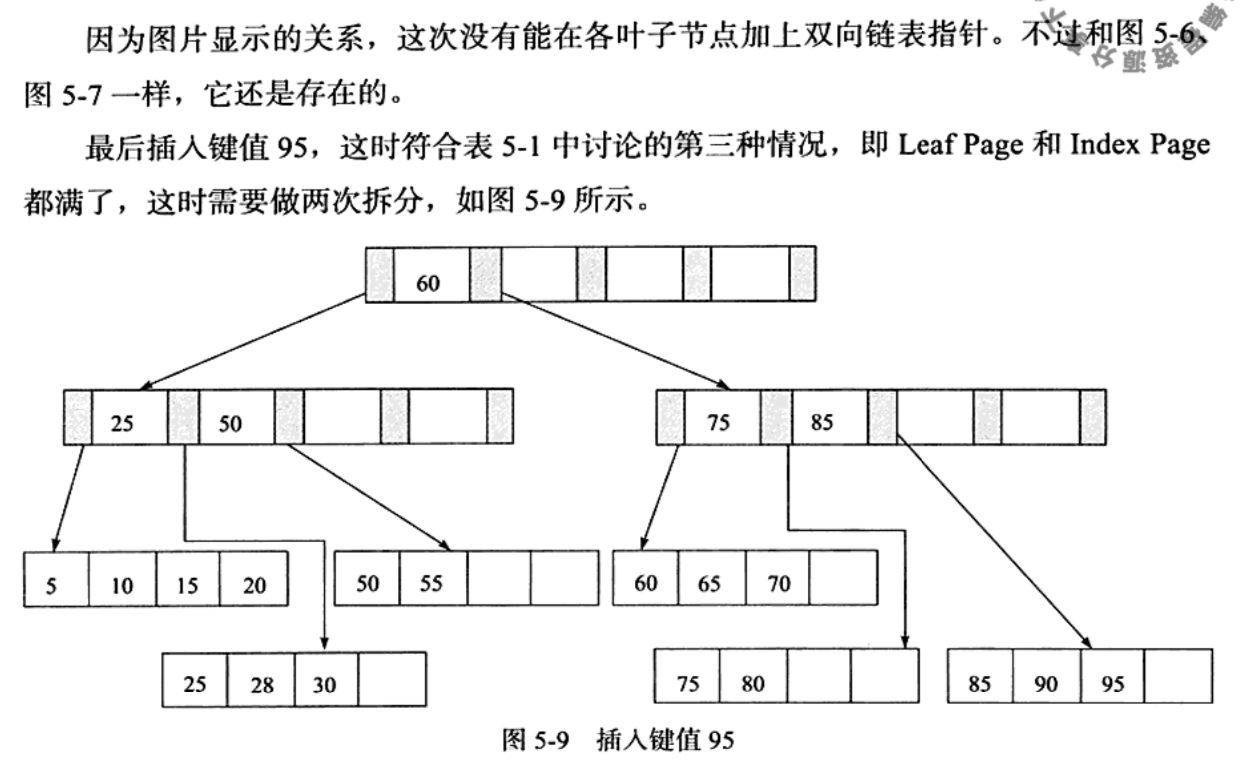 因为图片显示的关系，这次没有能在各叶子节点加上双向链表指针。不过和图 5-6、
图 5-7 一样，它还是存在的。
最后插入键值 95，这时符合表 5-1 中讨论的第三种情况，即 Leaf Page 和 Index Page
都满了，这时需要做两次拆分，如图 5-9 所示。
60
25 50
75 85
5 10 15 20
50 55
60 65 70
25 28 30
75 80
85 90 95
图 5-9 插入键值 95